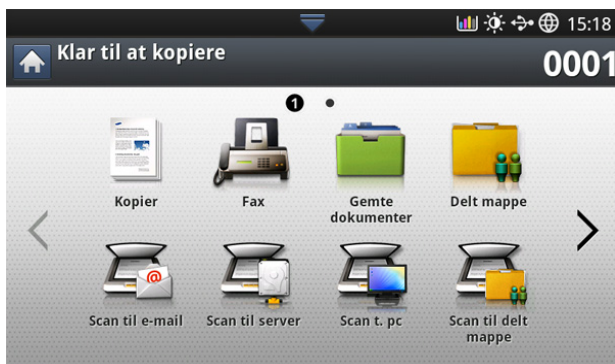 15:18
Klar til at kopiere
0001
1
Kopier
Fax
Gemte
dokumenter
Delt mappe
@
Scan til e-mail
Scan til server
Scan t. pc
Scan til delt
mappe